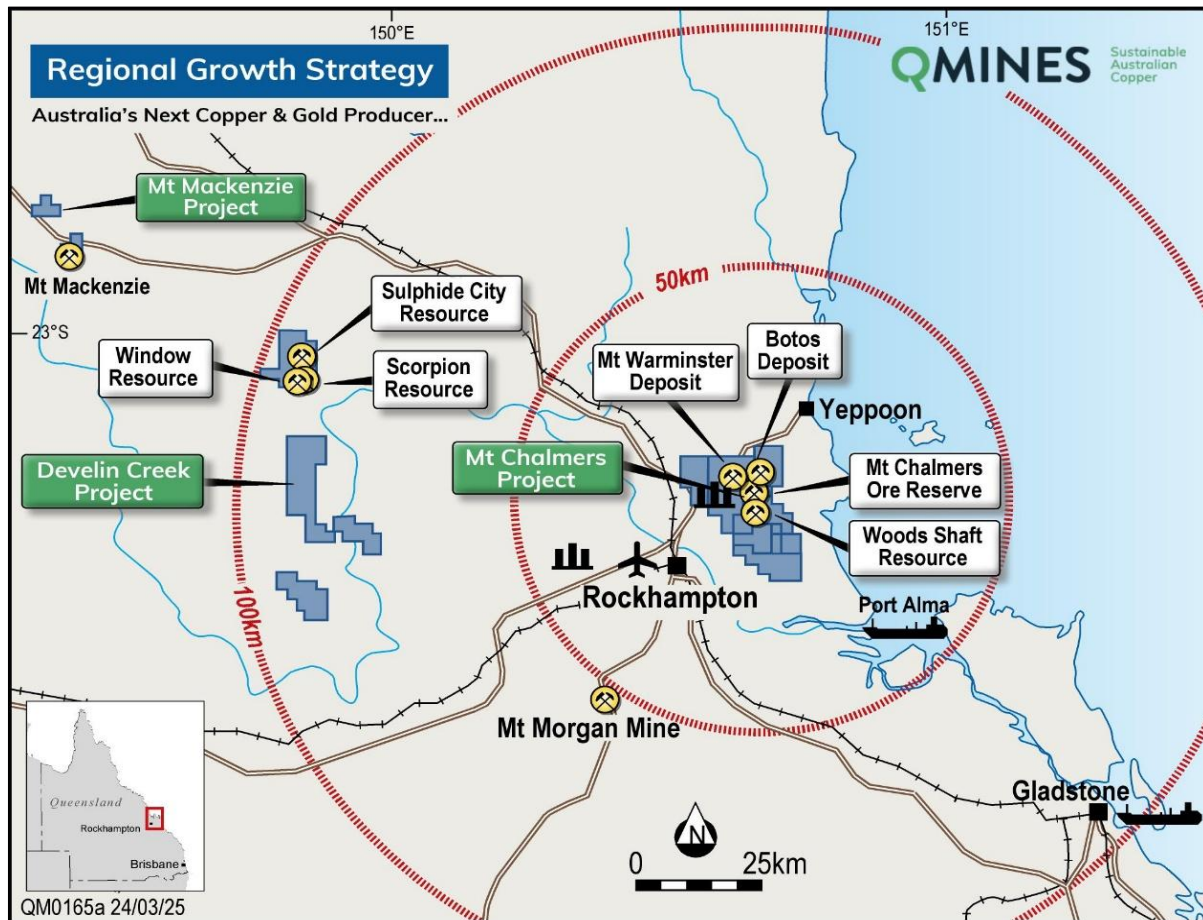 150°E
151°E
Regional Growth Strategy
Australia's Next Copper & Gold Producer...
QMINES
Sustainable
Australian
Copper
Mt Mackenzie
Project
Mt Mackenzie
50km
Sulphide City
Resource
23°S
Window
Resource
Scorpion
Resource
Mt Warminster
Deposit
Botos
Deposit
Yeppoon
Develin Creek
Project
Mt Chalmers
Project
Mt Chalmers
Ore Reserve
Woods Shaft
Resource
100km
Rockhampton
Port Alma
Mt Morgan Mine
Gladstone
Queensland
Rockhampton
Brisbane
N
0
25km
QM0165a 24/03/25